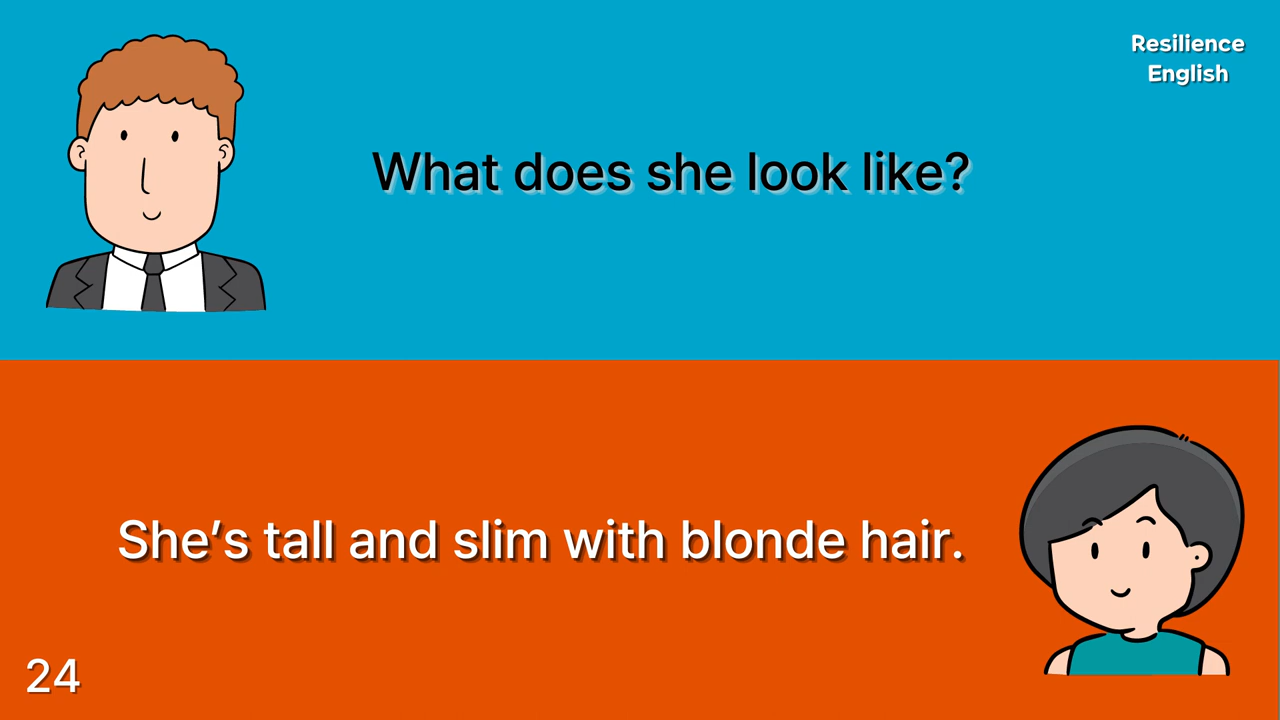 Resilience
English
What does she look like?
She’s tall and slim with blonde hair.
24